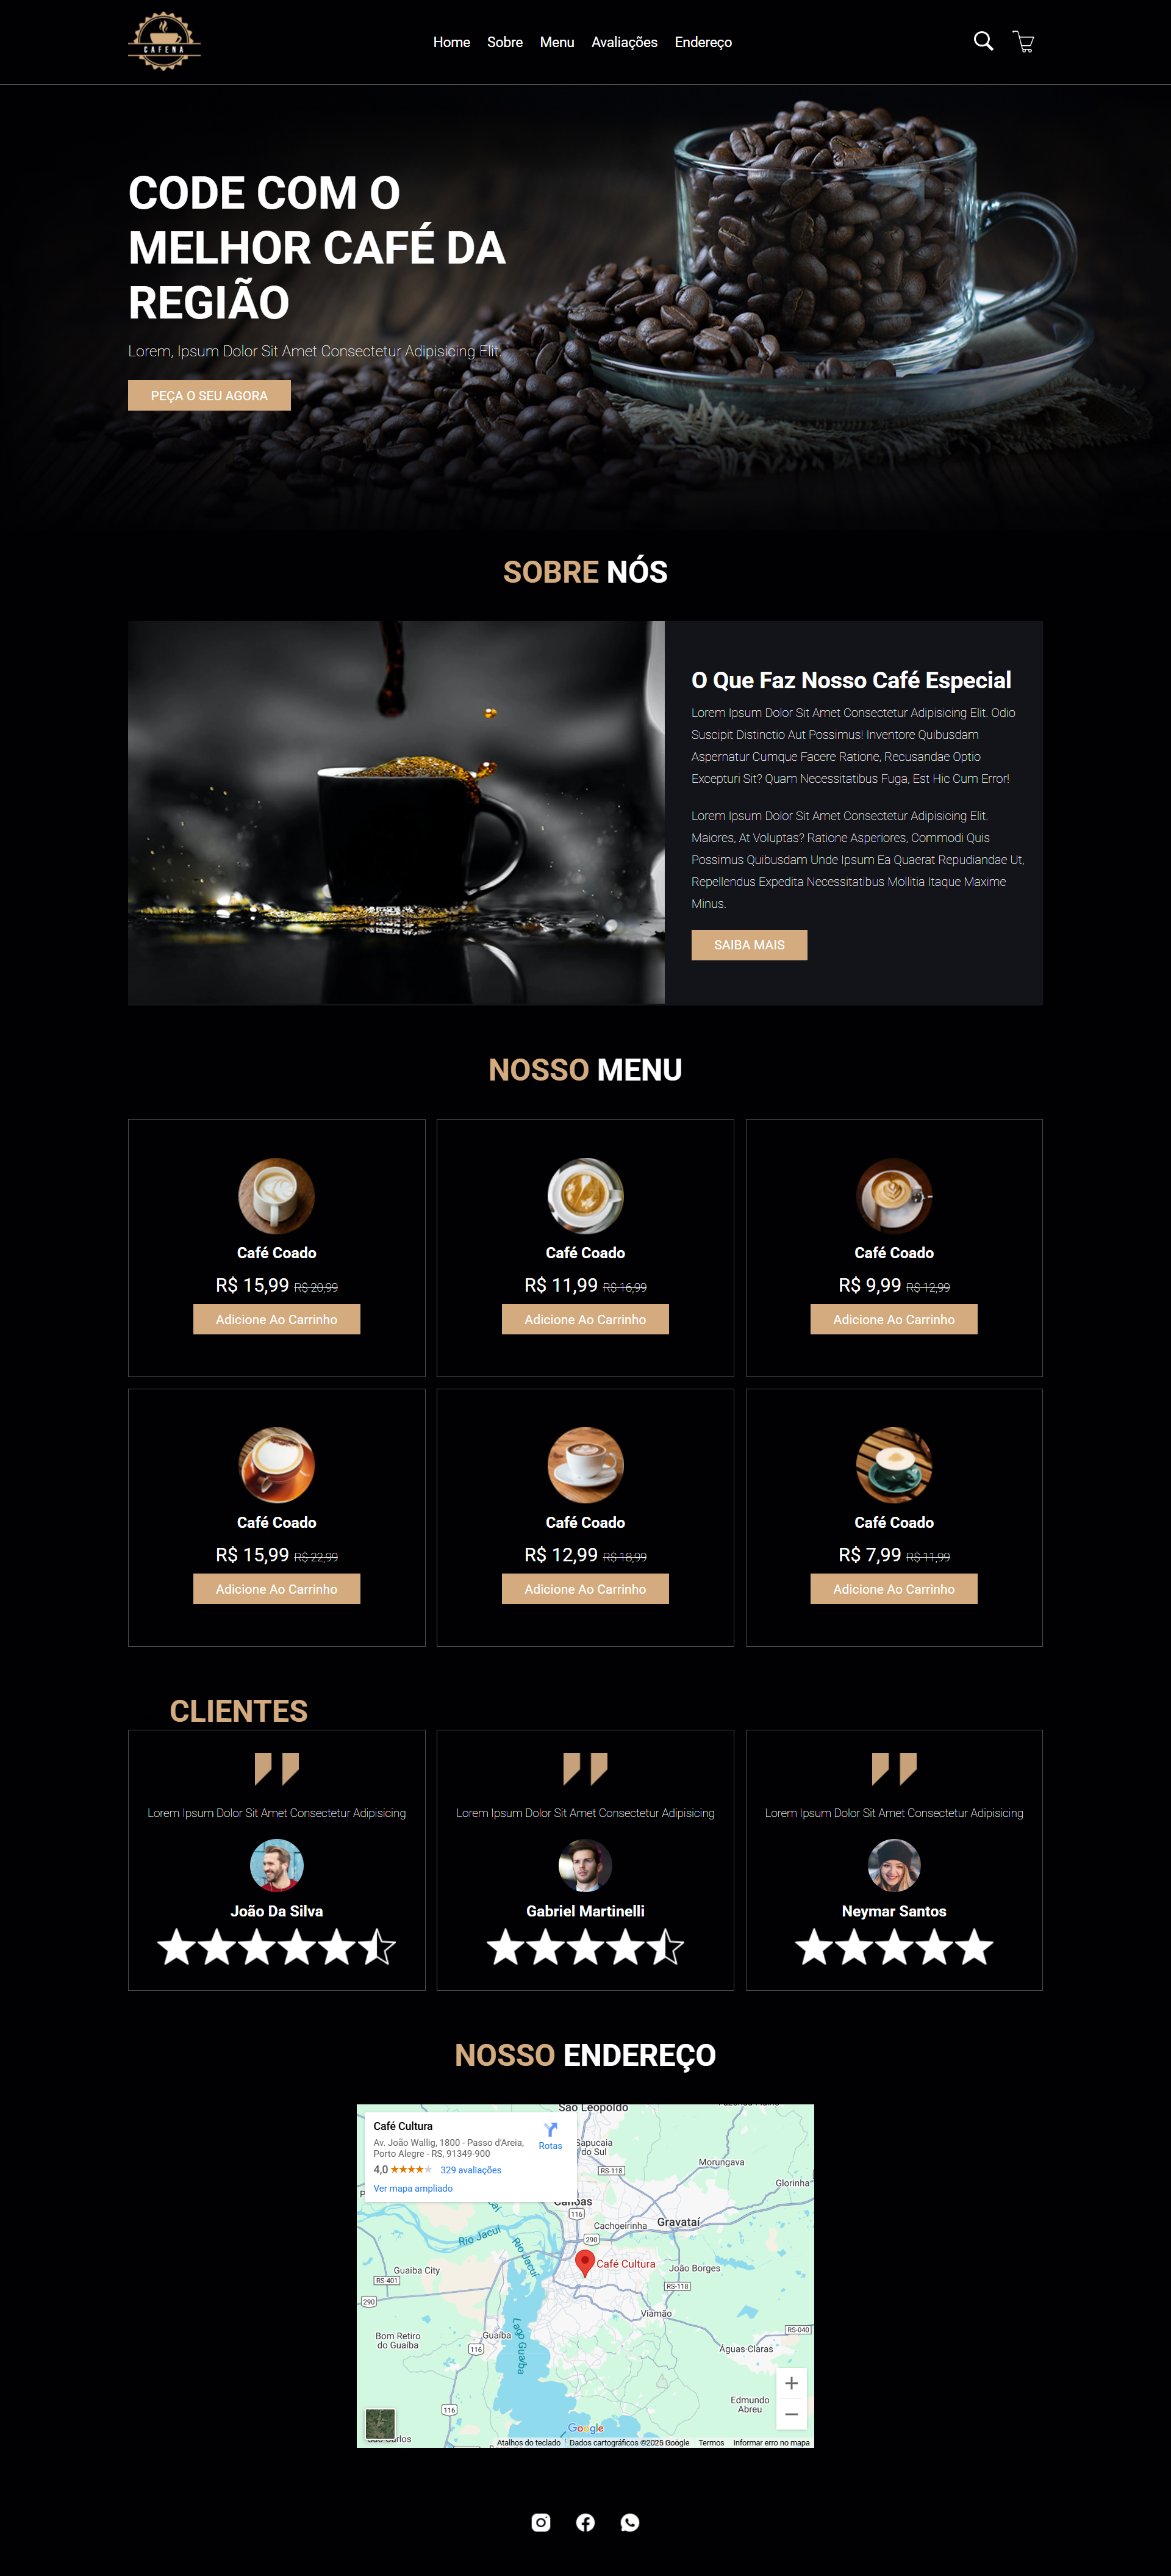 CAFENA
Home Sobre Menu Avaliações Endereço
CODE COM O
MELHOR CAFÉ DA
REGIÃO
Lorem, Ipsum Dolor Sit Amet Consectetur Adipisicing Elit.
PEÇA O SEU AGORA
SOBRE NÓS
O Que Faz Nosso Café Especial
Lorem Ipsum Dolor Sit Amet Consectetur Adipisicing Elit. Odio
Suscipit Distinctio Aut Possimus! Inventore Quibusdam
Aspernatur Cumque Facere Ratione, Recusandae Optio
Excepturi Sit? Quam Necessitatibus Fuga, Est Hic Cum Error!
Lorem Ipsum Dolor Sit Amet Consectetur Adipisicing Elit.
Maiores, At Voluptas? Ratione Asperiores, Commodi Quis
Possimus Quibusdam Unde Ipsum Ea Quaerat Repudiandae Ut,
Repellendus Expedita Necessitatibus Mollitia Itaque Maxime
Minus.
SAIBA MAIS
NOSSO MENU
Café Coado
R$ 15,99 R$ 20,99
Adicione Ao Carrinho
Café Coado
R$ 11,99 R$ 16,99
Adicione Ao Carrinho
Café Coado
R$ 9,99 R$ 12,99
Adicione Ao Carrinho
Café Coado
R$ 15,99 R$ 22,99
Adicione Ao Carrinho
Café Coado
R$ 12,99 R$ 18,99
Adicione Ao Carrinho
Café Coado
R$ 7,99 R$ 11,99
Adicione Ao Carrinho
CLIENTES
Lorem Ipsum Dolor Sit Amet Consectetur Adipisicing
João Da Silva
Lorem Ipsum Dolor Sit Amet Consectetur Adipisicing
Gabriel Martinelli
Lorem Ipsum Dolor Sit Amet Consectetur Adipisicing
Neymar Santos
NOSSO ENDEREÇO
Café Cultura
Av. João Wallig, 1800 - Passo d'Areia,
Porto Alegre - RS, 91349-900
4,0 329 avaliações
Ver mapa ampliado
Rotas
São Leopoldo
Sapucaia
do Sul
RS-118
Morungava
Glorinha
Canoas
116
Cachoeirinha
Gravataí
290
Rio Jacuí
Rio Jacuí
Café Cultura
João Borges
Guaíba City
RS-401
RS-118
290
Viamão
Lago Guaíba
Bom Retiro
do Guaíba
Guaíba
116
RS-040
Águas Claras
Edmundo
Abreu
116
Google
Atalhos do teclado
Dados cartográficos ©2025 Google
Termos
Informar erro no mapa